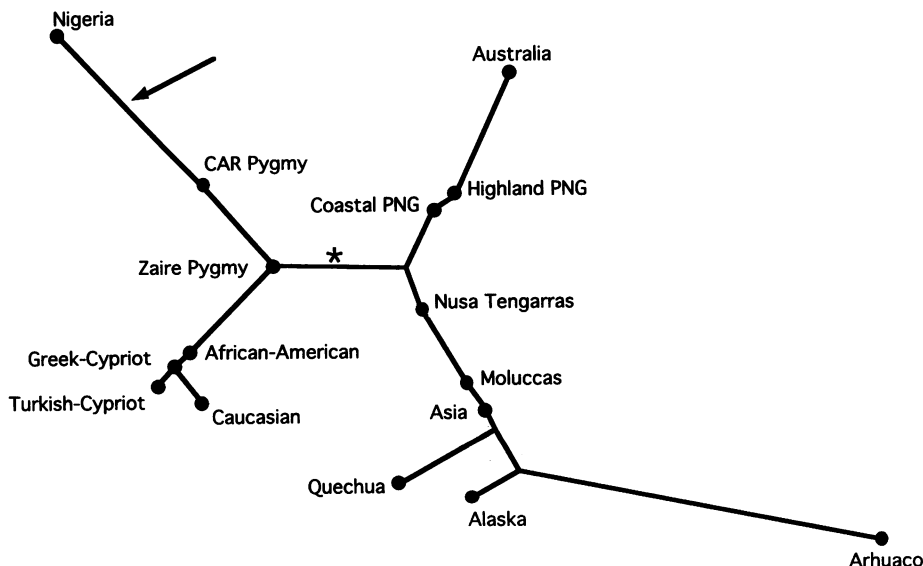 Nigeria
Australia
CAR Pygmy
Highland PNG
Coastal PNG
*
Zaire Pygmy
Nusa Tengarras
African-American
Greek-Cypriot
Moluccas
Turkish-Cypriot
Asia
Caucasian
Quechua
Alaska
Arhuaco